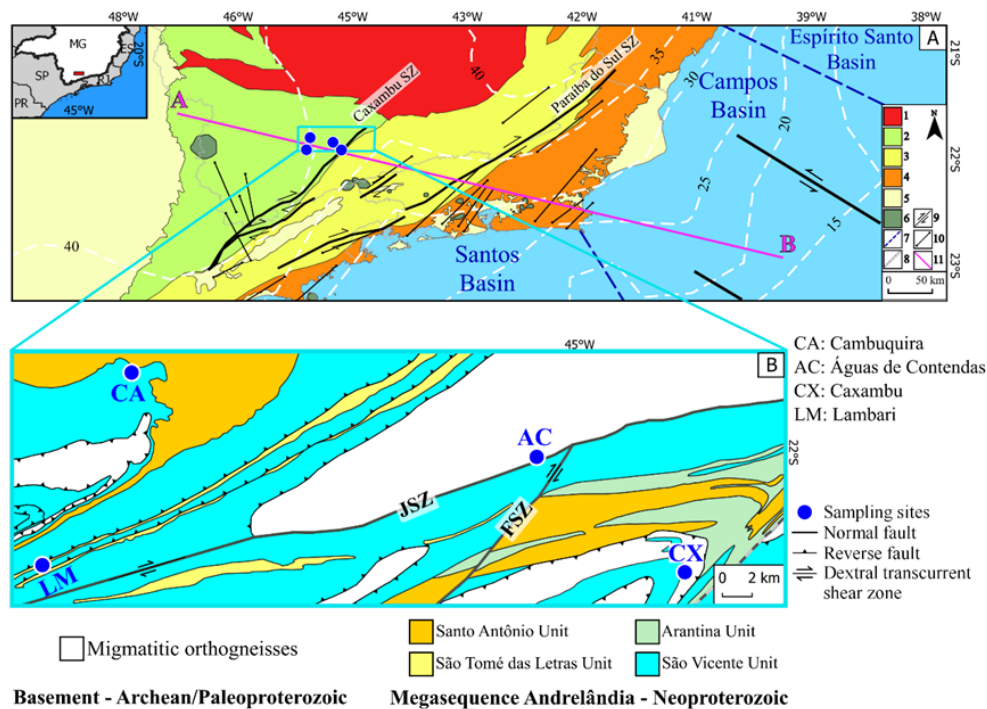 48°W 46°W 45°W 43°W 42°W 41°W 39°W 38°W
MG
ES
20°S
SP
RJ
PR
45°W
A
21°S
22°S
23°S
Espírito Santo
Basin
Campos
Basin
Santos
Basin
Caxambu SZ
Paraíba do Sul SZ
A
B
40
40
35
30
25
20
15
N
1
2
3
4
5
6
7
8
9
10
11
0 50 km
45°W
B
22°S
CA
AC
CX
LM
JSZ
FSZ
0 2 km
CA: Cambuquira
AC: Águas de Contendas
CX: Caxambu
LM: Lambari
Sampling sites
Normal fault
Reverse fault
Dextral transcurrent
shear zone
Migmatitic orthogneisses
Santo Antônio Unit
Arantina Unit
São Tomé das Letras Unit
São Vicente Unit
Basement - Archean/Paleoproterozoic
Megasequence Andrelândia - Neoproterozoic